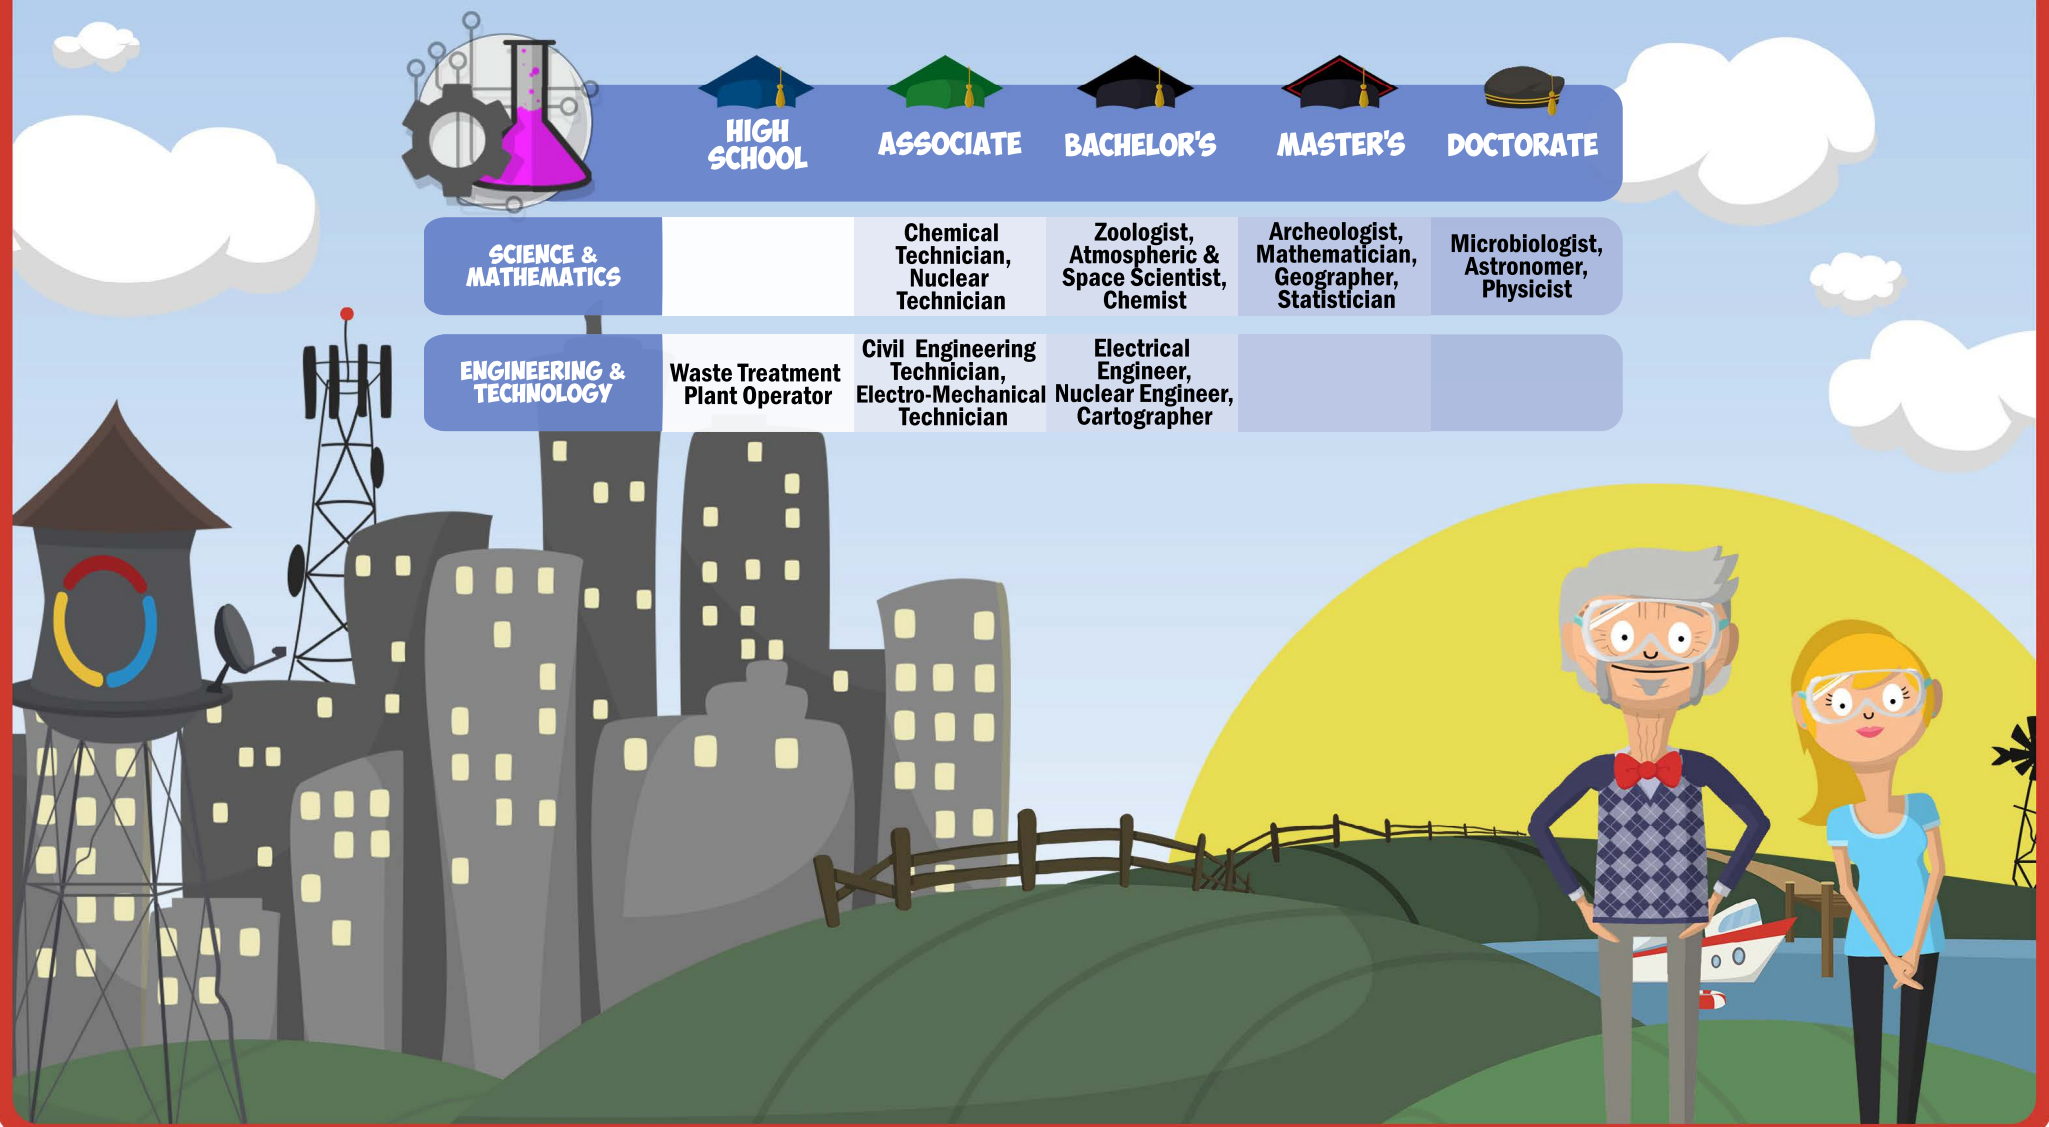 HIGH
SCHOOL
ASSOCIATE
BACHELOR'S
MASTER'S
DOCTORATE
SCIENCE &
MATHEMATICS
Chemical
Technician,
Nuclear
Technician
Zoologist,
Atmospheric &
Space Scientist,
Chemist
Archeologist,
Mathematician,
Geographer,
Statistician
Microbiologist,
Astronomer,
Physicist
ENGINEERING &
TECHNOLOGY
Waste Treatment
Plant Operator
Civil Engineering
Technician,
Electro-Mechanical
Technician
Electrical
Engineer,
Nuclear Engineer,
Cartographer